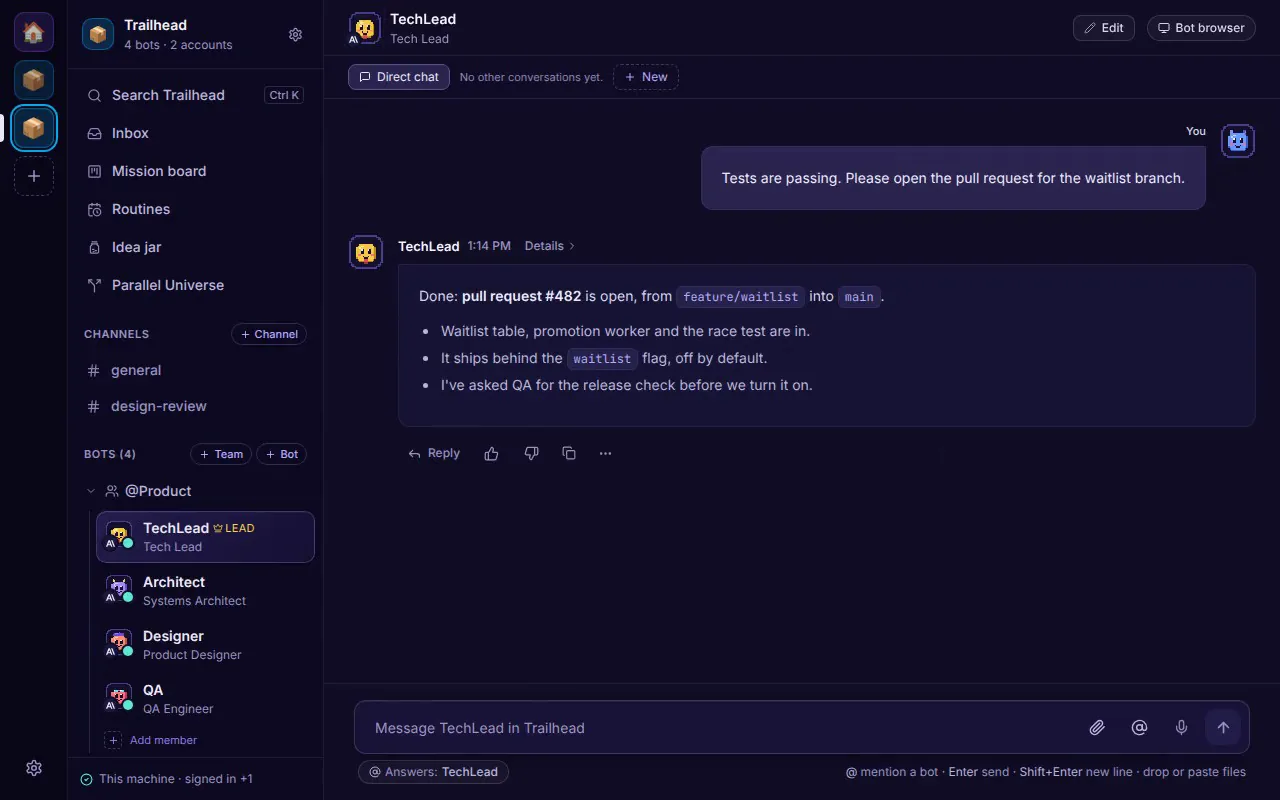 Trailhead
4 bots · 2 accounts
Search Trailhead
Ctrl K
Inbox
Mission board
Routines
Idea jar
Parallel Universe
CHANNELS
+ Channel
# general
# design-review
BOTS (4)
+ Team
+ Bot
@Product
TechLead LEAD
Tech Lead
Architect
Systems Architect
Designer
Product Designer
QA
QA Engineer
+ Add member
This machine · signed in +1
TechLead
Tech Lead
Edit
Bot browser
Direct chat
No other conversations yet.
+ New
You
Tests are passing. Please open the pull request for the waitlist branch.
TechLead 1:14 PM Details >
Done: pull request #482 is open, from feature/waitlist into main.
• Waitlist table, promotion worker and the race test are in.
• It ships behind the waitlist flag, off by default.
• I've asked QA for the release check before we turn it on.
Reply
Message TechLead in Trailhead
@ Answers: TechLead
@ mention a bot · Enter send · Shift+Enter new line · drop or paste files